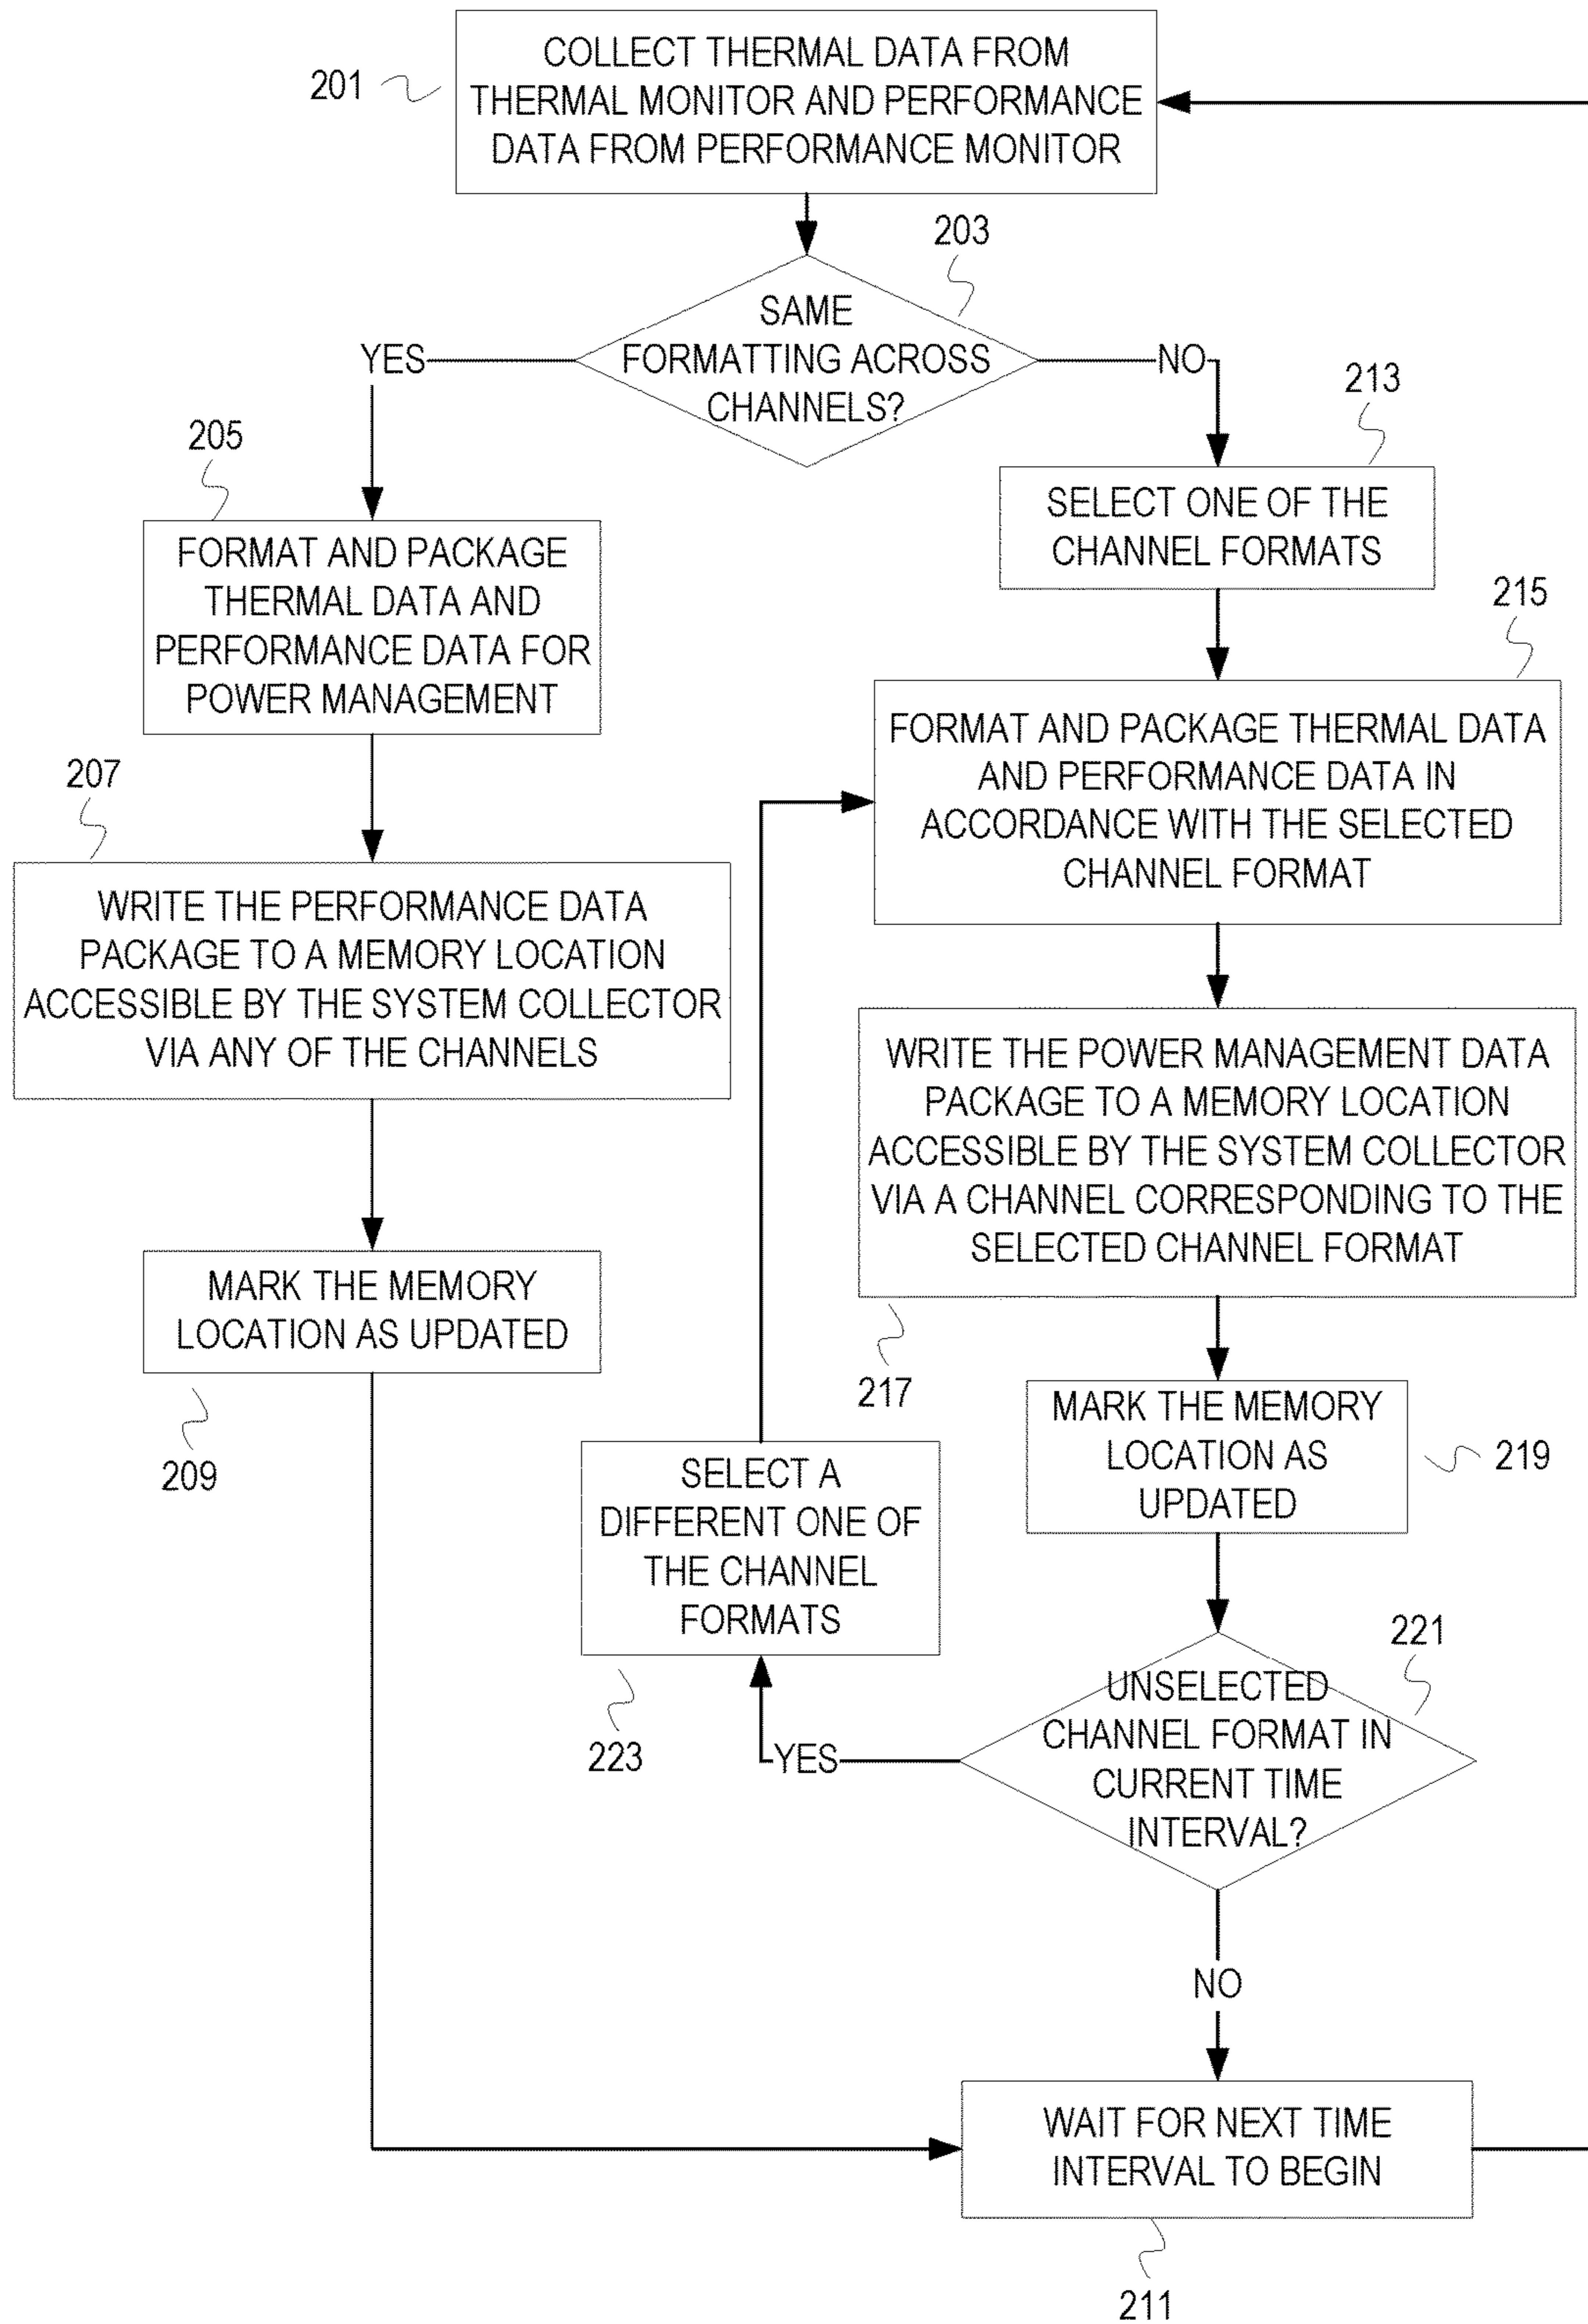 201
COLLECT THERMAL DATA FROM
THERMAL MONITOR AND PERFORMANCE
DATA FROM PERFORMANCE MONITOR
203
SAME
FORMATTING ACROSS
CHANNELS?
YES
NO
205
FORMAT AND PACKAGE
THERMAL DATA AND
PERFORMANCE DATA FOR
POWER MANAGEMENT
207
WRITE THE PERFORMANCE DATA
PACKAGE TO A MEMORY LOCATION
ACCESSIBLE BY THE SYSTEM COLLECTOR
VIA ANY OF THE CHANNELS
MARK THE MEMORY
LOCATION AS UPDATED
209
213
SELECT ONE OF THE
CHANNEL FORMATS
215
FORMAT AND PACKAGE THERMAL DATA
AND PERFORMANCE DATA IN
ACCORDANCE WITH THE SELECTED
CHANNEL FORMAT
WRITE THE POWER MANAGEMENT DATA
PACKAGE TO A MEMORY LOCATION
ACCESSIBLE BY THE SYSTEM COLLECTOR
VIA A CHANNEL CORRESPONDING TO THE
SELECTED CHANNEL FORMAT
217
MARK THE MEMORY
LOCATION AS
UPDATED
219
221
UNSELECTED
CHANNEL FORMAT IN
CURRENT TIME
INTERVAL?
YES
SELECT A
DIFFERENT ONE OF
THE CHANNEL
FORMATS
223
NO
WAIT FOR NEXT TIME
INTERVAL TO BEGIN
211